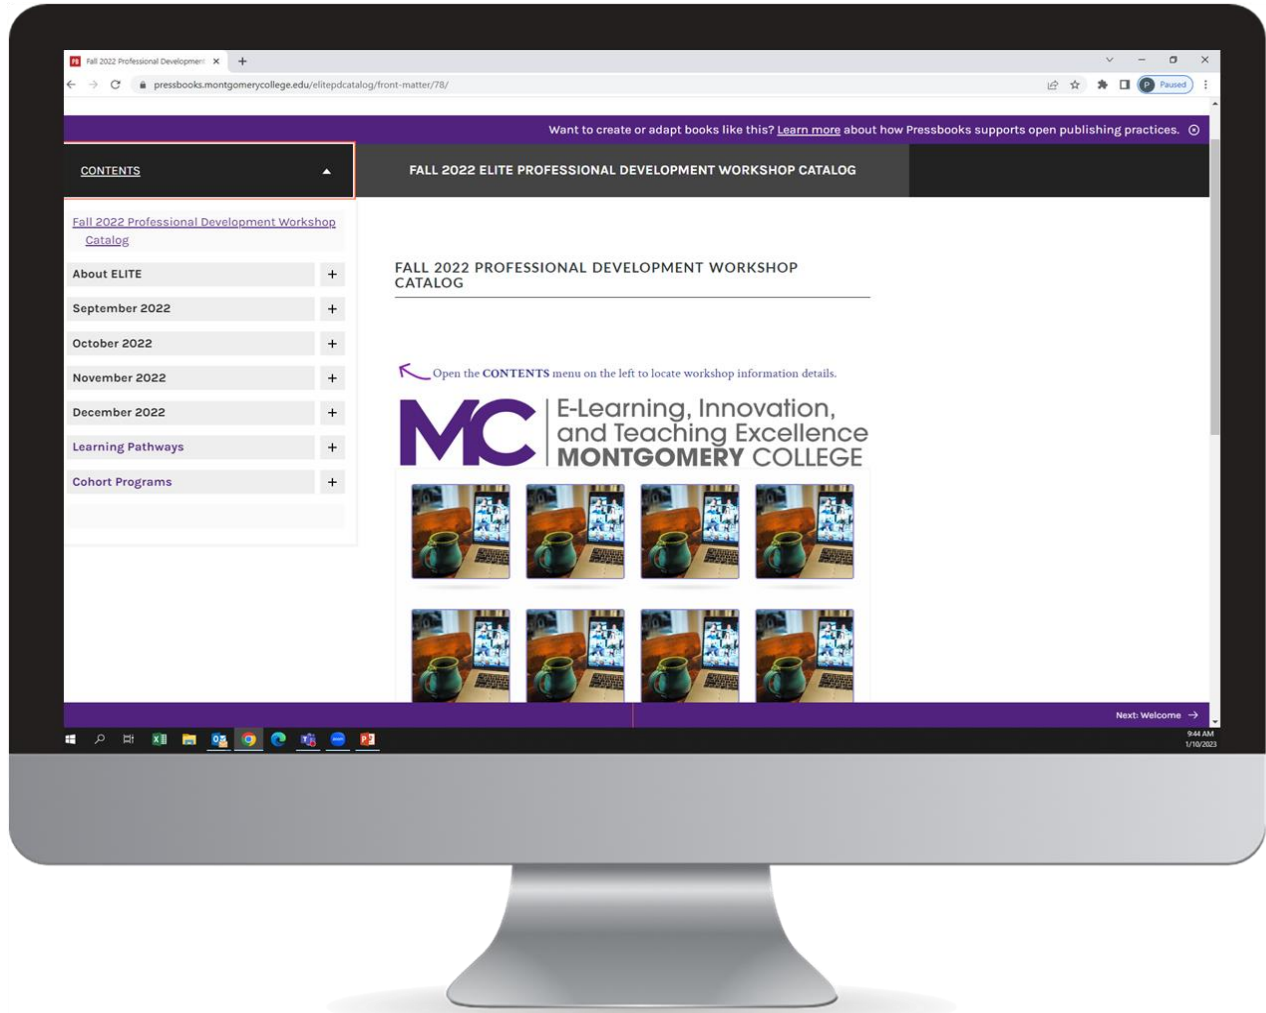 Fall 2022 Professional Development
pressbooks.montgomerycollege.edu/elitepdcatalog/front-matter/78/
P Paused
Want to create or adapt books like this? Learn more about how Pressbooks supports open publishing practices.
CONTENTS
FALL 2022 ELITE PROFESSIONAL DEVELOPMENT WORKSHOP CATALOG
Fall 2022 Professional Development Workshop
Catalog
About ELITE
September 2022
October 2022
November 2022
December 2022
Learning Pathways
Cohort Programs
FALL 2022 PROFESSIONAL DEVELOPMENT WORKSHOP
CATALOG
Open the CONTENTS menu on the left to locate workshop information details.
MC
E-Learning, Innovation,
and Teaching Excellence
MONTGOMERY COLLEGE
Next: Welcome
9:44 AM
1/10/2023